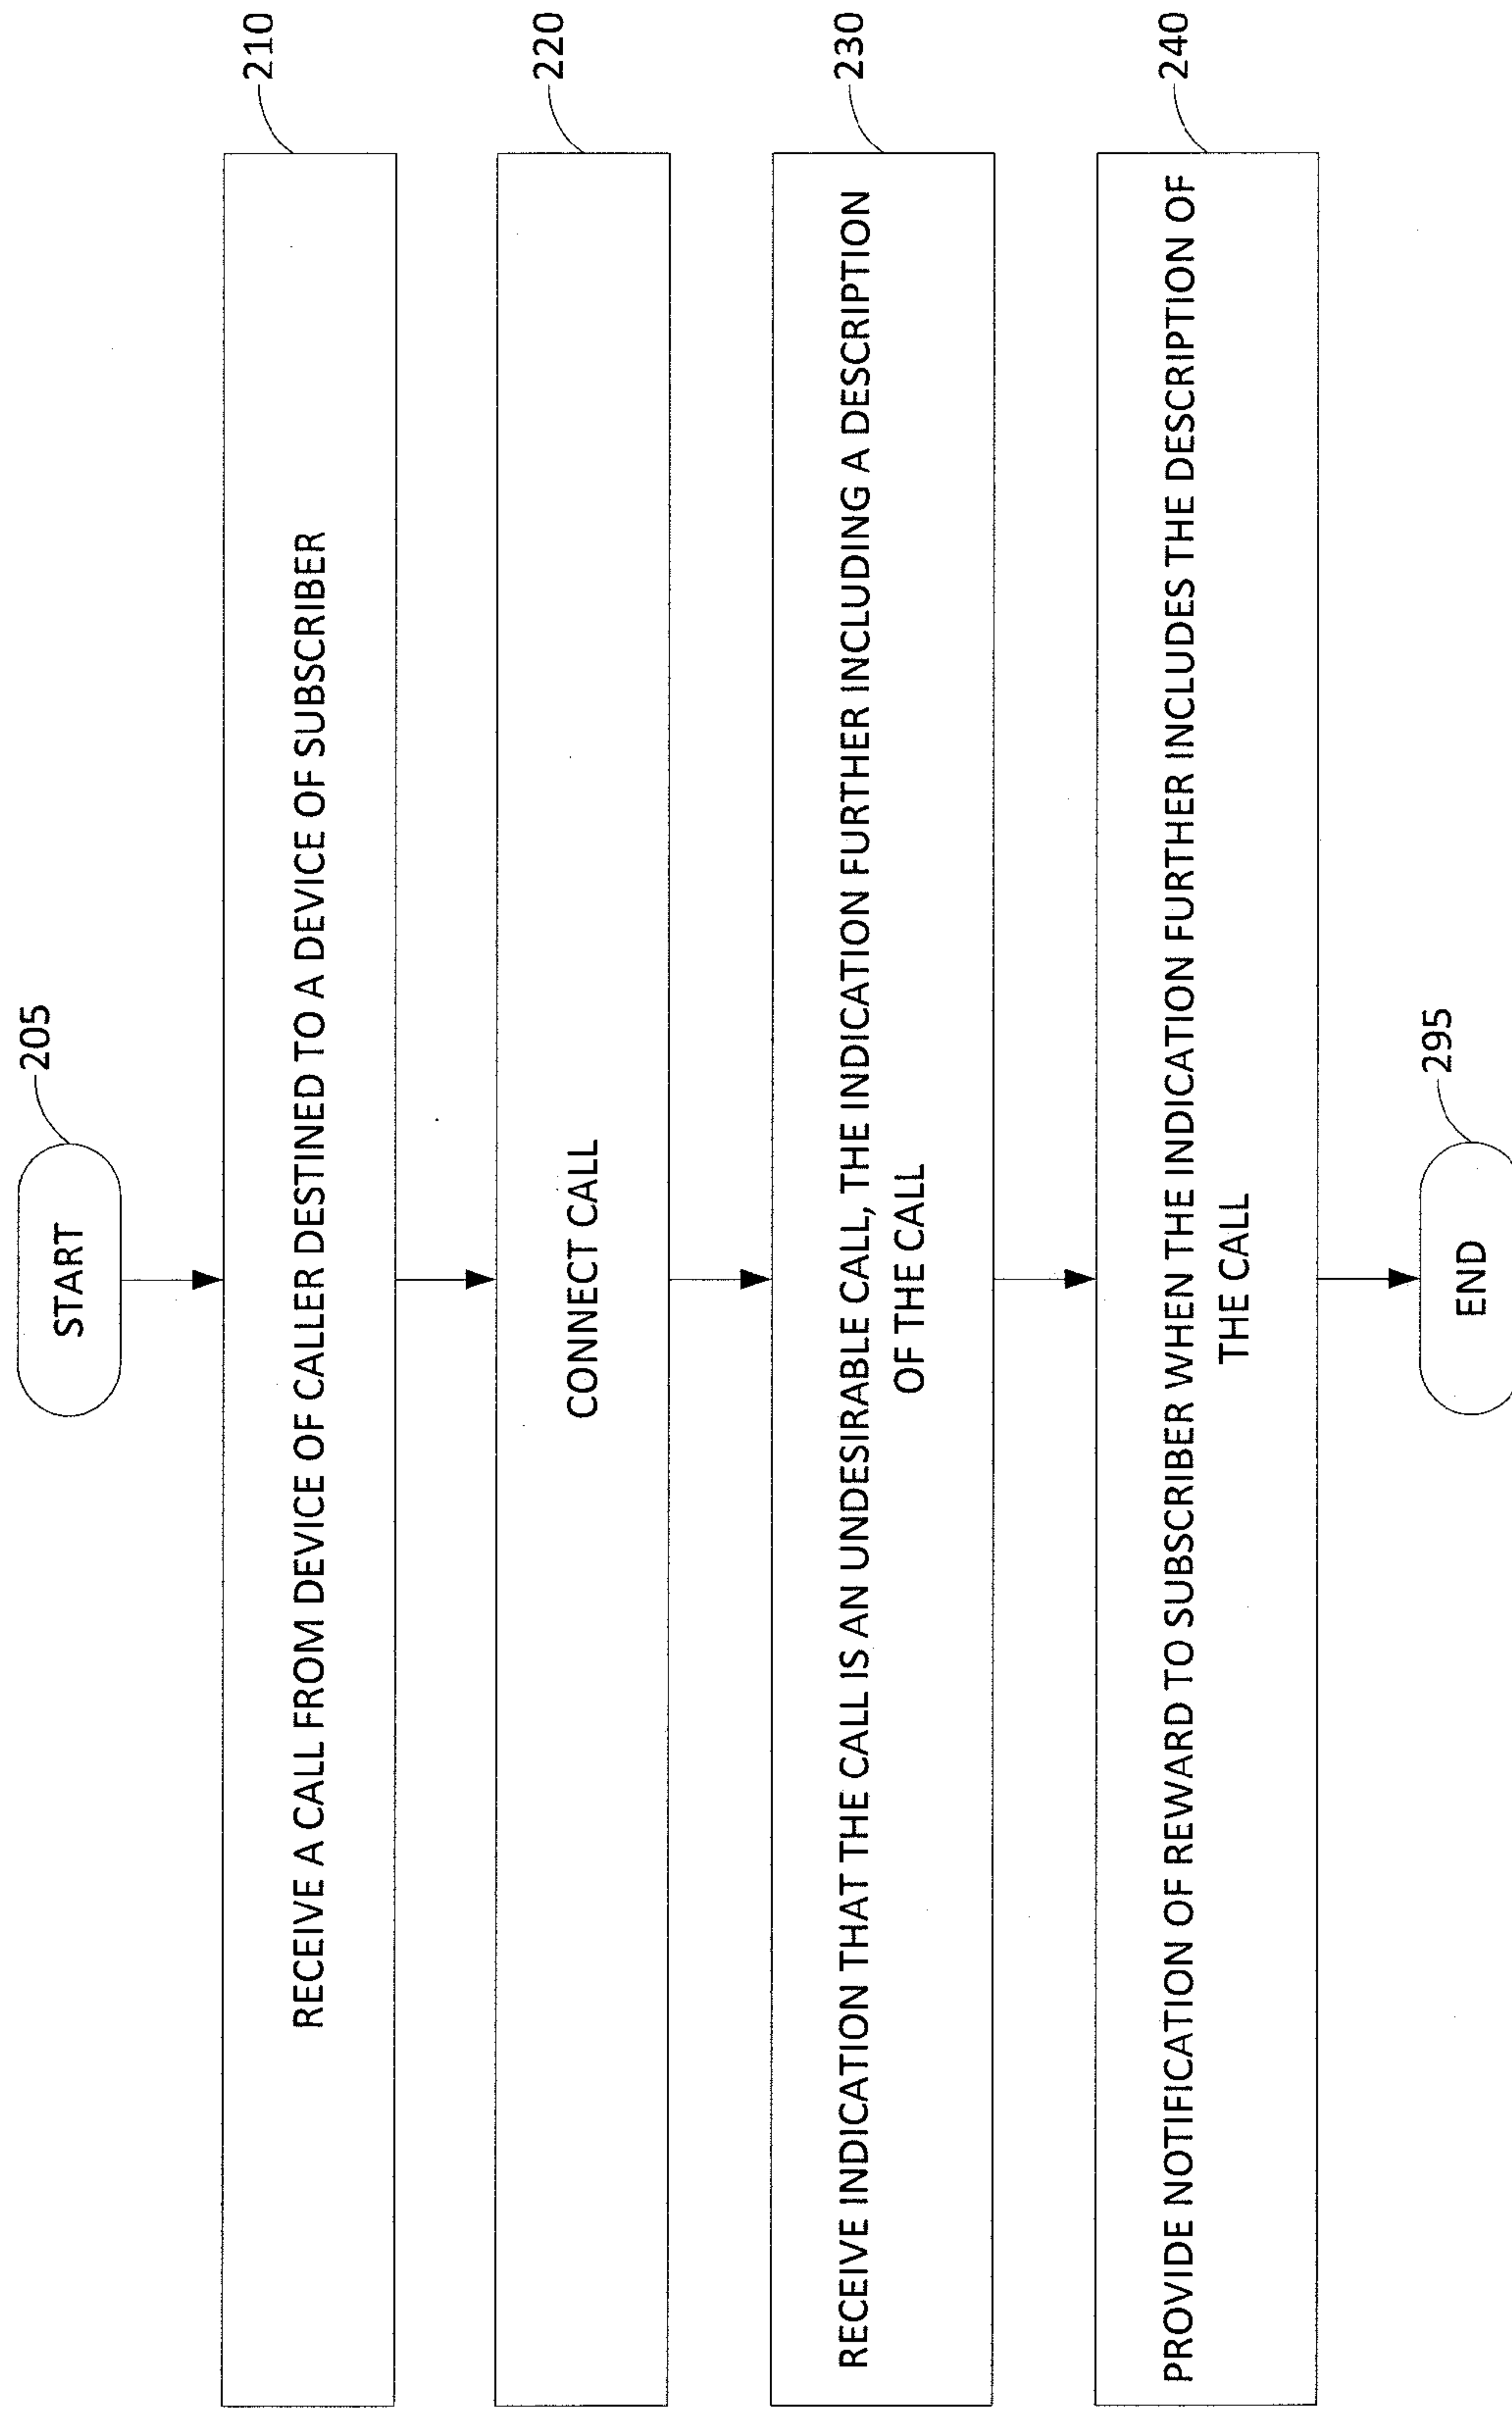 START
205
RECEIVE A CALL FROM DEVICE OF CALLER DESTINED TO A DEVICE OF SUBSCRIBER
210
CONNECT CALL
220
RECEIVE INDICATION THAT THE CALL IS AN UNDESIRABLE CALL, THE INDICATION FURTHER INCLUDING A DESCRIPTION
OF THE CALL
230
PROVIDE NOTIFICATION OF REWARD TO SUBSCRIBER WHEN THE INDICATION FURTHER INCLUDES THE DESCRIPTION OF
THE CALL
240
END
295